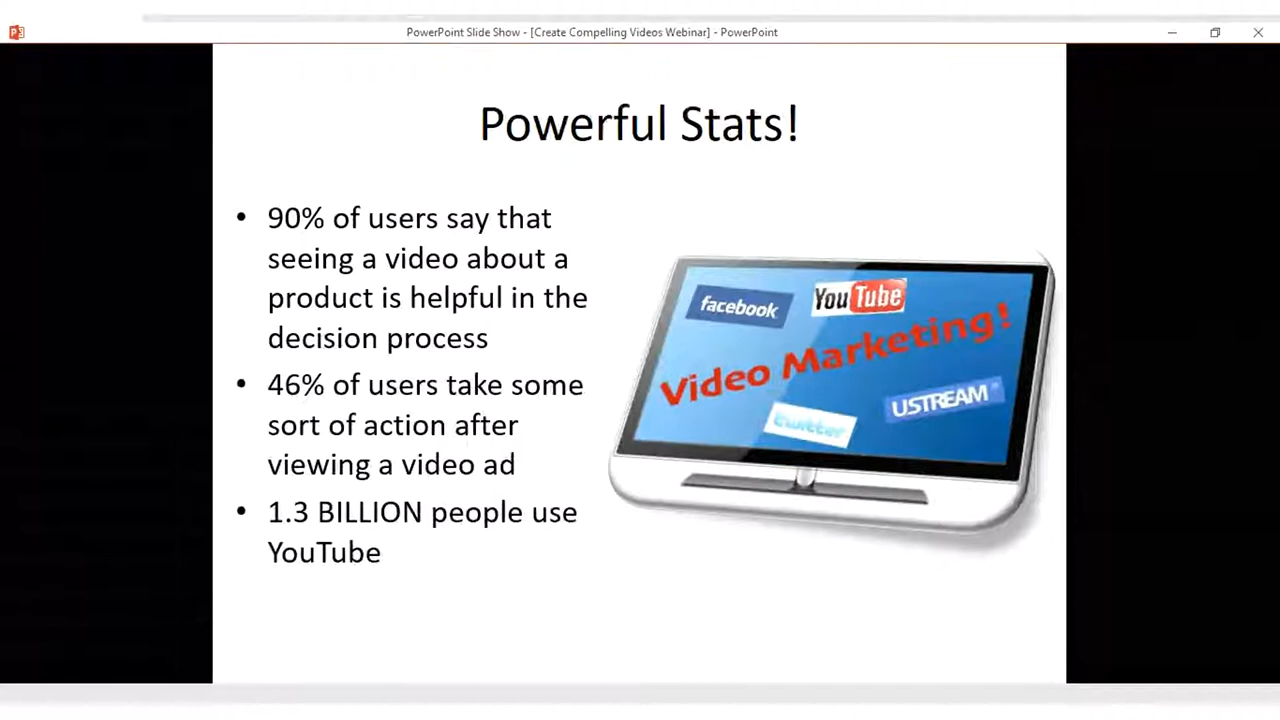 PowerPoint Slide Show - [Create Compelling Videos Webinar] - PowerPoint
Powerful Stats!
• 90% of users say that
seeing a video about a
product is helpful in the
decision process
• 46% of users take some
sort of action after
viewing a video ad
• 1.3 BILLION people use
YouTube
facebook
YouTube
Video Marketing!
USTREAM
twitter